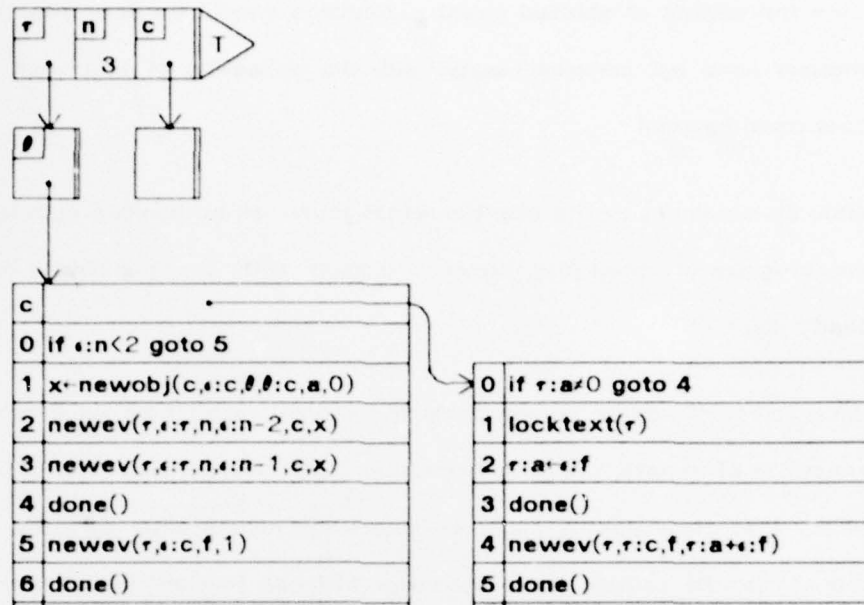 τ n c
3 T
θ
c
0 if ε:n<2 goto 5
1 x←newobj(c,ε:c,θ,θ:c,a,0)
2 newev(τ,ε:τ,n,ε:n-2,c,x)
3 newev(τ,ε:τ,n,ε:n-1,c,x)
4 done()
5 newev(τ,ε:c,f,1)
6 done()
0 if τ:a≠0 goto 4
1 locktext(τ)
2 τ:a←ε:f
3 done()
4 newev(τ,τ:c,f,τ:a+ε:f)
5 done()